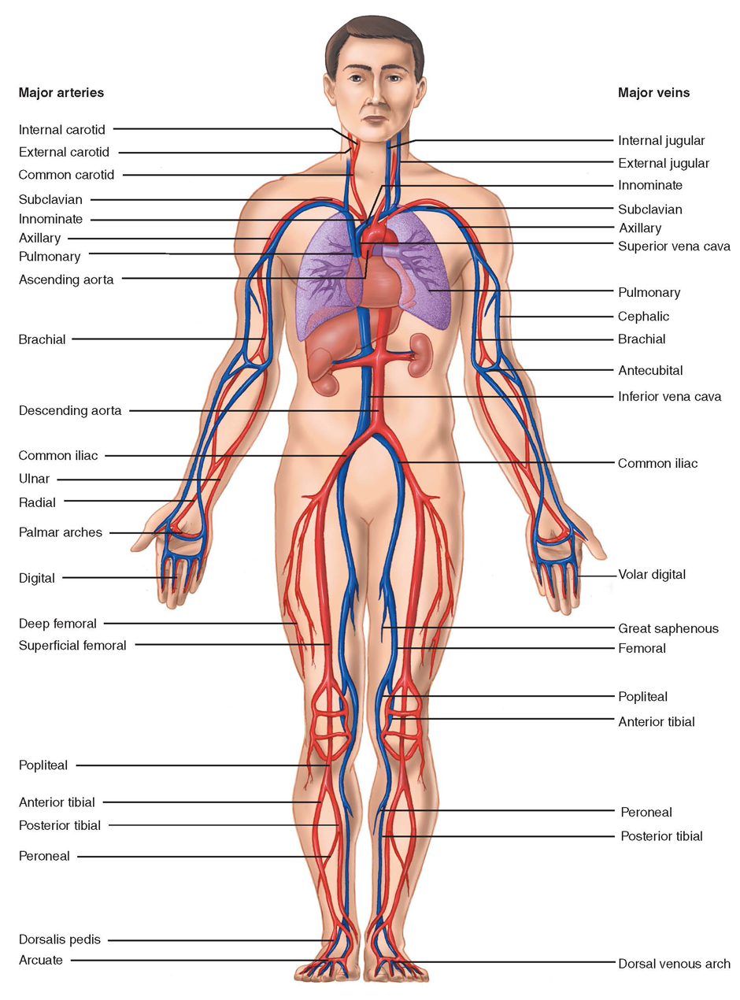 Major arteries
Internal carotid
External carotid
Common carotid
Subclavian
Innominate
Axillary
Pulmonary
Ascending aorta
Brachial
Descending aorta
Common iliac
Ulnar
Radial
Palmar arches
Digital
Deep femoral
Superficial femoral
Popliteal
Anterior tibial
Posterior tibial
Peroneal
Dorsalis pedis
Arcuate
Major veins
Internal jugular
External jugular
Innominate
Subclavian
Axillary
Superior vena cava
Pulmonary
Cephalic
Brachial
Antecubital
Inferior vena cava
Common iliac
Volar digital
Great saphenous
Femoral
Popliteal
Anterior tibial
Peroneal
Posterior tibial
Dorsal venous arch